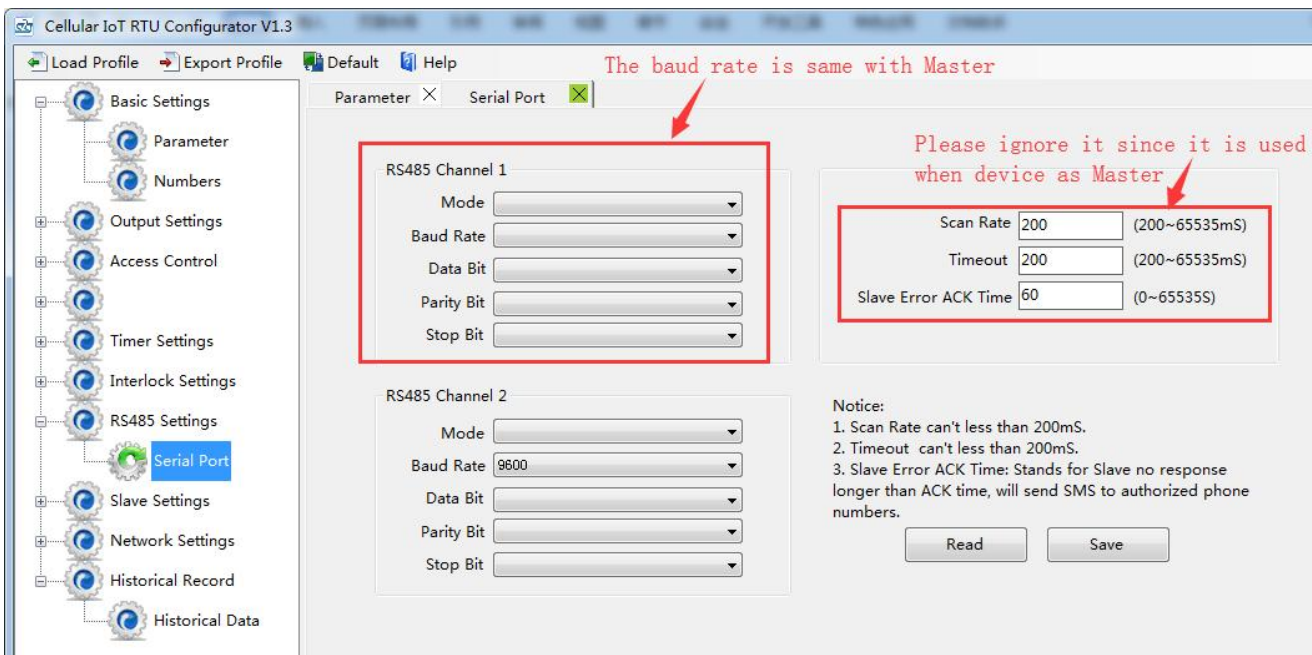 Cellular IoT RTU Configurator V1.3
Load Profile Export Profile Default Help
The baud rate is same with Master
Parameter Serial Port
Basic Settings
Parameter
Numbers
Output Settings
Access Control
Timer Settings
Interlock Settings
RS485 Settings
Serial Port
Slave Settings
Network Settings
Historical Record
Historical Data
RS485 Channel 1
Mode
Baud Rate
Data Bit
Parity Bit
Stop Bit
RS485 Channel 2
Mode
Baud Rate 9600
Data Bit
Parity Bit
Stop Bit
Please ignore it since it is used
when device as Master
Scan Rate 200 (200~65535mS)
Timeout 200 (200~65535mS)
Slave Error ACK Time 60 (0~65535S)
Notice:
1. Scan Rate can't less than 200mS.
2. Timeout can't less than 200mS.
3. Slave Error ACK Time: Stands for Slave no response
longer than ACK time, will send SMS to authorized phone
numbers.
Read Save